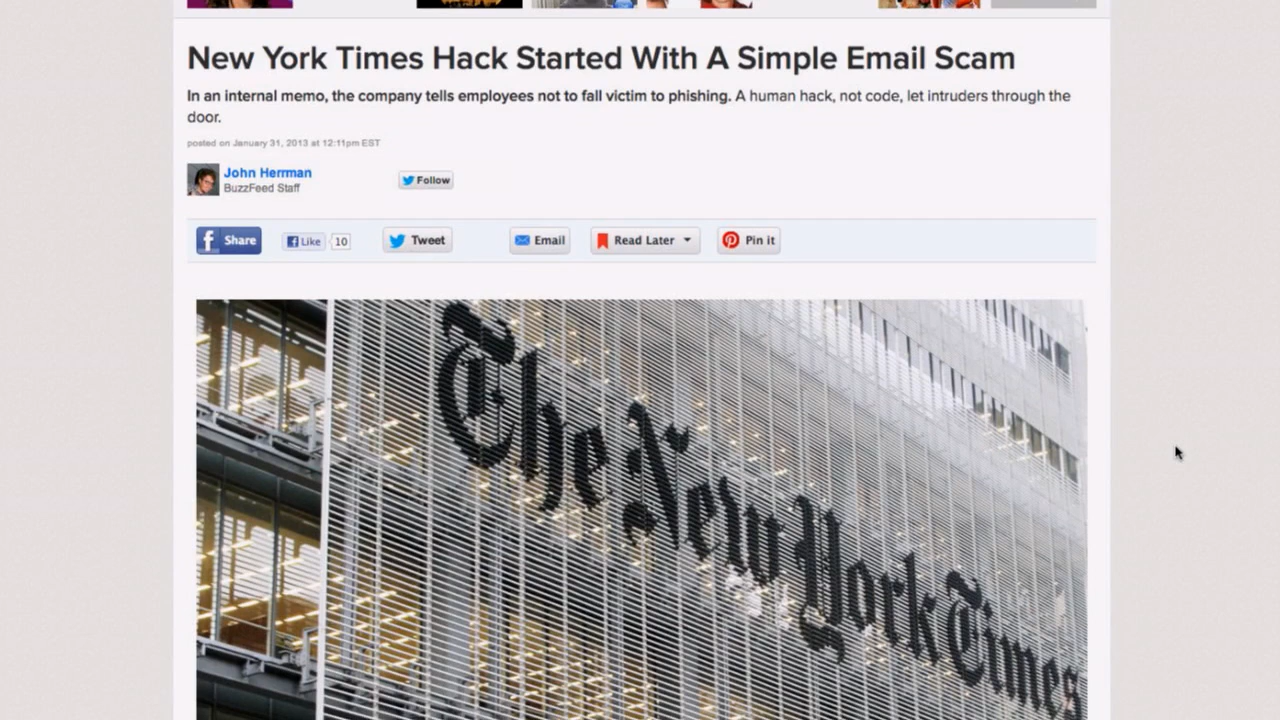 New York Times Hack Started With A Simple Email Scam
In an internal memo, the company tells employees not to fall victim to phishing. A human hack, not code, let intruders through the
door.
posted on January 31, 2013 at 12:11pm EST
John Herrman
BuzzFeed Staff
Follow
Share
Like
10
Tweet
Email
Read Later
Pin it
The New York Times